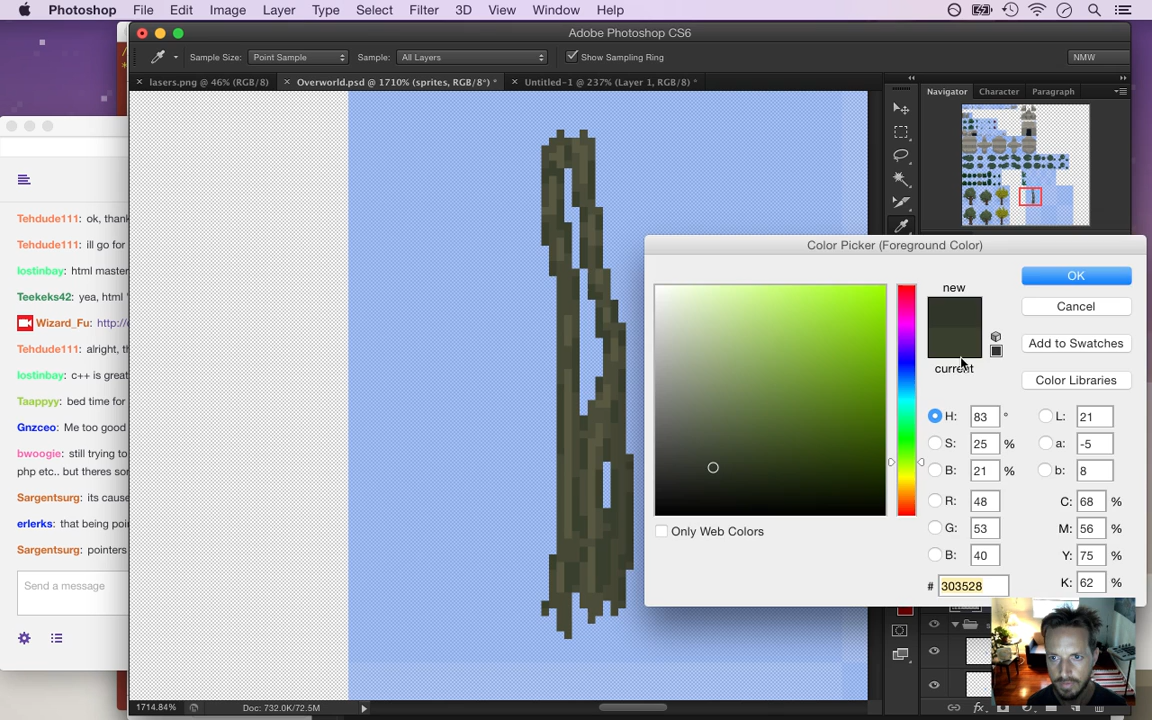 Photoshop File Edit Image Layer Type Select Filter 3D View Window Help
Adobe Photoshop CS6
Sample Size: Point Sample Sample: All Layers Show Sampling Ring NMW
lasers.png @ 46% (RGB/8) Overworld.psd @ 1710% (sprites, RGB/8*) * Untitled-1 @ 237% (Layer 1, RGB/8) *
Navigator Character Paragraph
Tehdude111: ok, thank
Tehdude111: ill go for
lostinbay: html master
Teekeks42: yea, html
Wizard_Fu: http://
Tehdude111: alright, th
lostinbay: c++ is great
Taappyy: bed time for
Gnzceo: Me too good
bwoogie: still trying to
php etc.. but theres sor
Sargentsurg: its cause
erlerks: that being poin
Sargentsurg: pointers
Send a message
Color Picker (Foreground Color)
new
current
OK
Cancel
Add to Swatches
Color Libraries
H: 83 °
S: 25 %
B: 21 %
R: 48
G: 53
B: 40
# 303528
L: 21
a: -5
b: 8
C: 68 %
M: 56 %
Y: 75 %
K: 62 %
Only Web Colors
1714.84% Doc: 732.0K/72.5M
fx